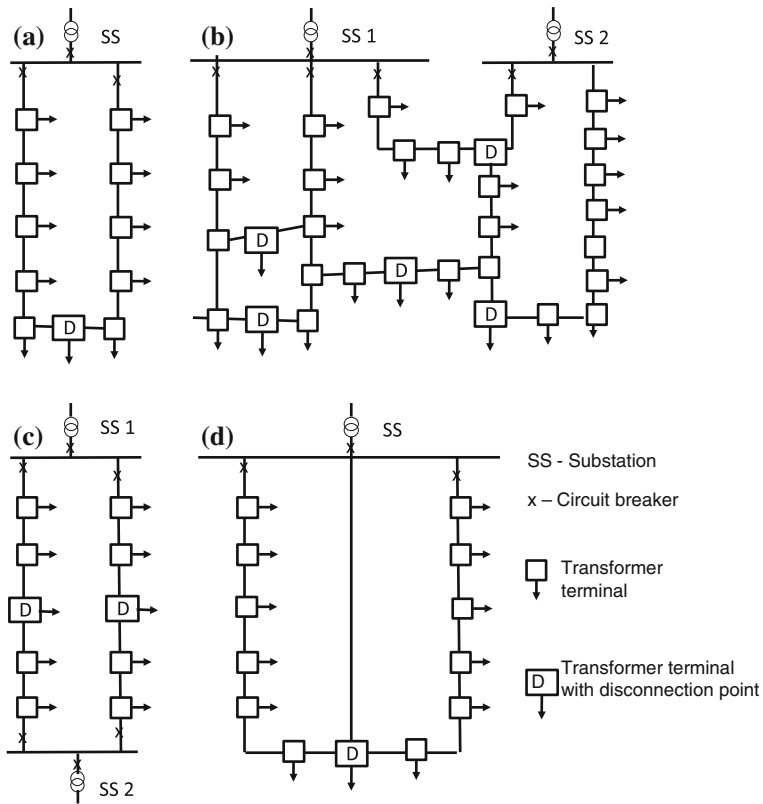 (a) SS
(b) SS 1
SS 2
D
D
D
D
D
D
(c) SS 1
D
D
SS 2
(d) SS
D
SS - Substation
x – Circuit breaker
Transformer
terminal
D
Transformer terminal
with disconnection point